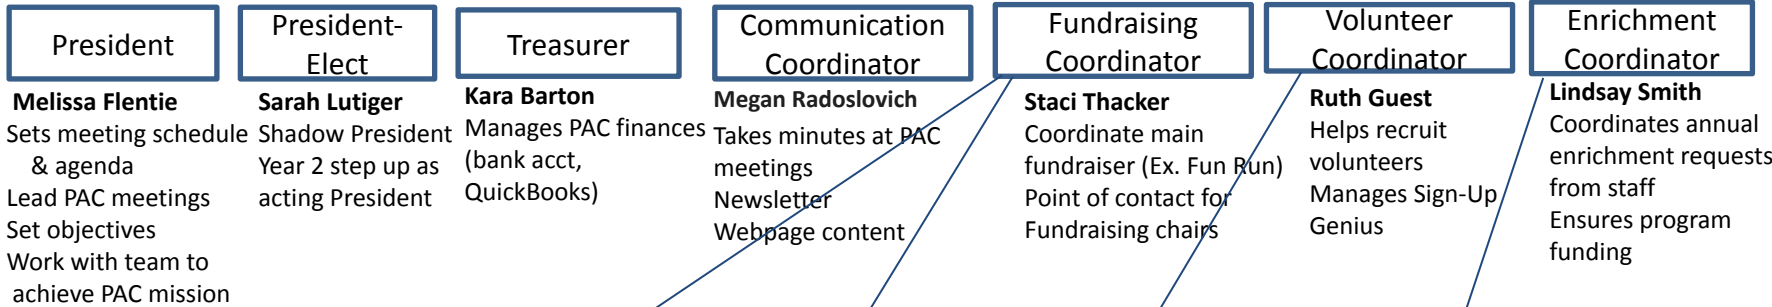 President
Melissa Flentie
Sets meeting schedule
& agenda
Lead PAC meetings
Set objectives
Work with team to
achieve PAC mission
President-
Elect
Sarah Lutiger
Shadow President
Year 2 step up as
acting President
Treasurer
Kara Barton
Manages PAC finances
(bank acct,
QuickBooks)
Communication
Coordinator
Megan Radoslovich
Takes minutes at PAC
meetings
Newsletter
Webpage content
Fundraising
Coordinator
Staci Thacker
Coordinate main
fundraiser (Ex. Fun Run)
Point of contact for
Fundraising chairs
Volunteer
Coordinator
Ruth Guest
Helps recruit
volunteers
Manages Sign-Up
Genius
Enrichment
Coordinator
Lindsay Smith
Coordinates annual
enrichment requests
from staff
Ensures program
funding